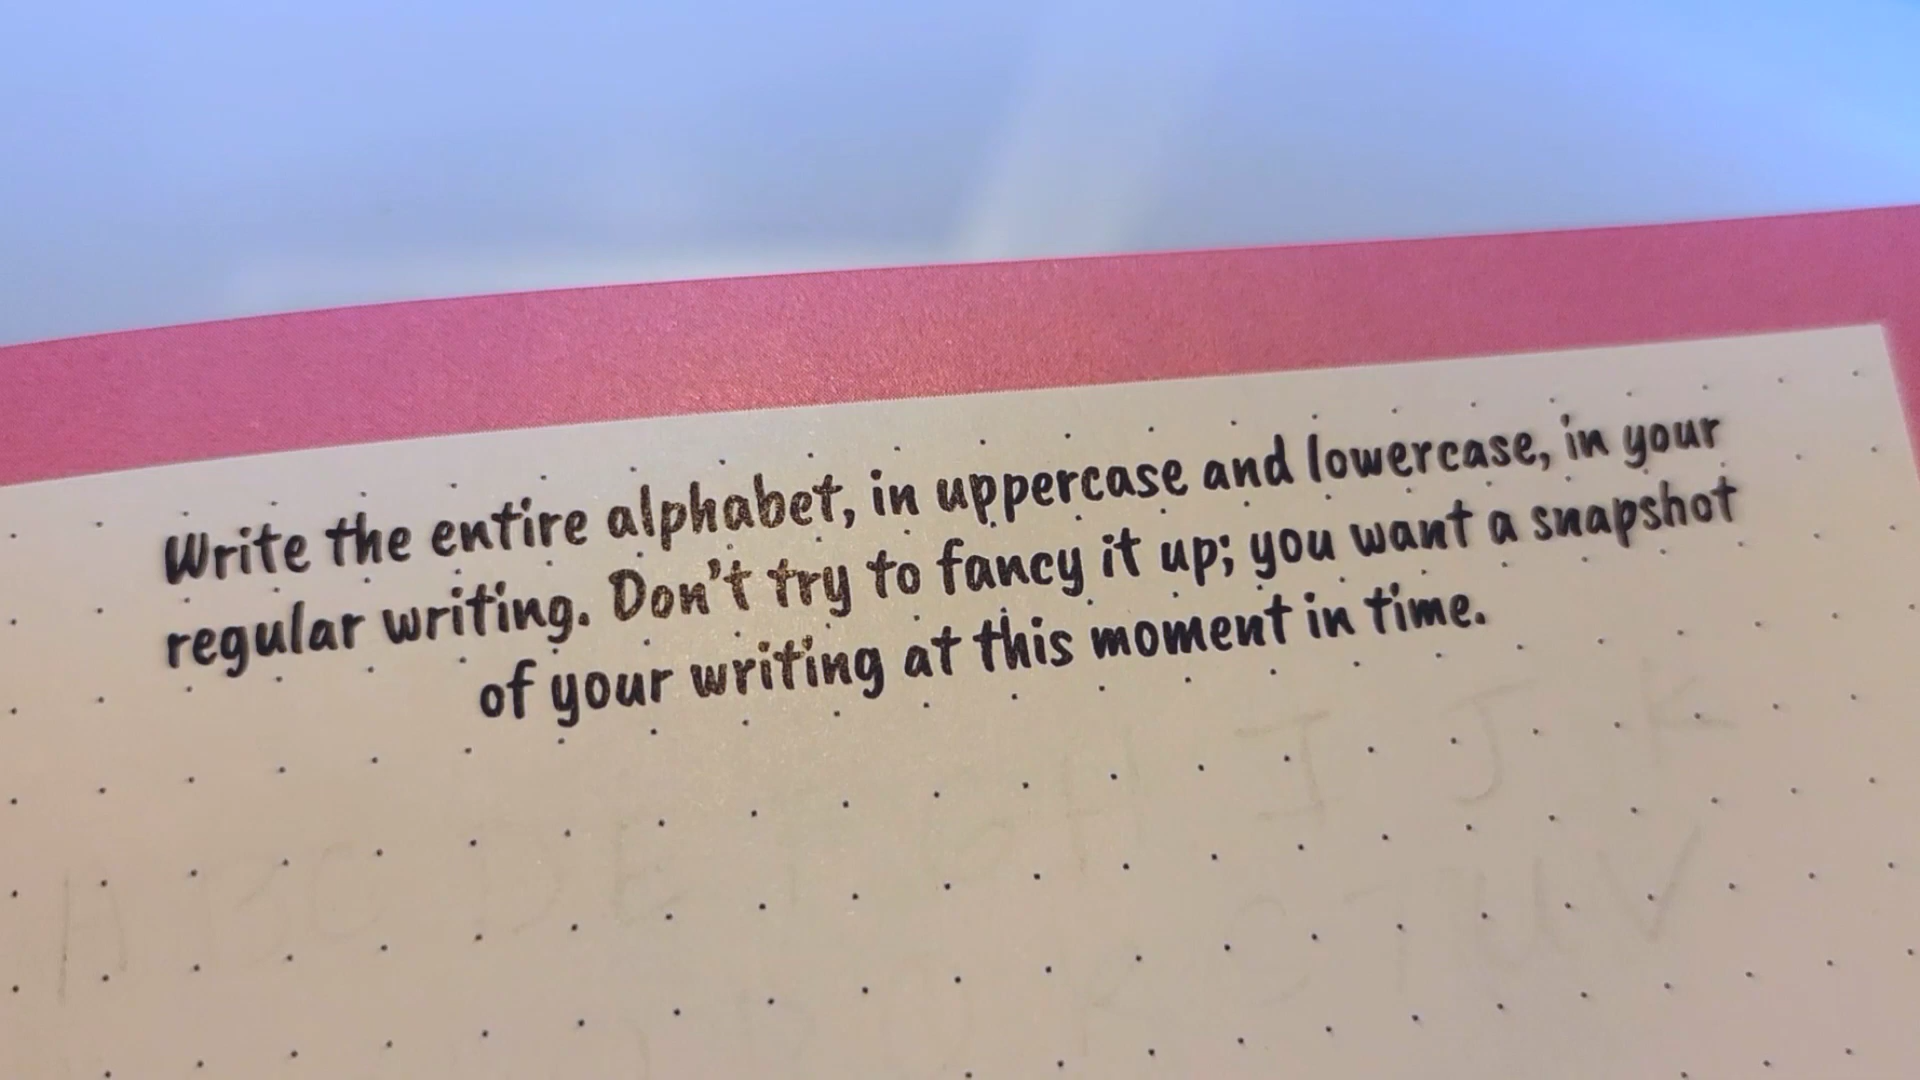 Write the entire alphabet, in uppercase and lowercase, in your
regular writing. Don't try to fancy it up; you want a snapshot
of your writing at this moment in time.
A B C D E F G H I J K
S T U V